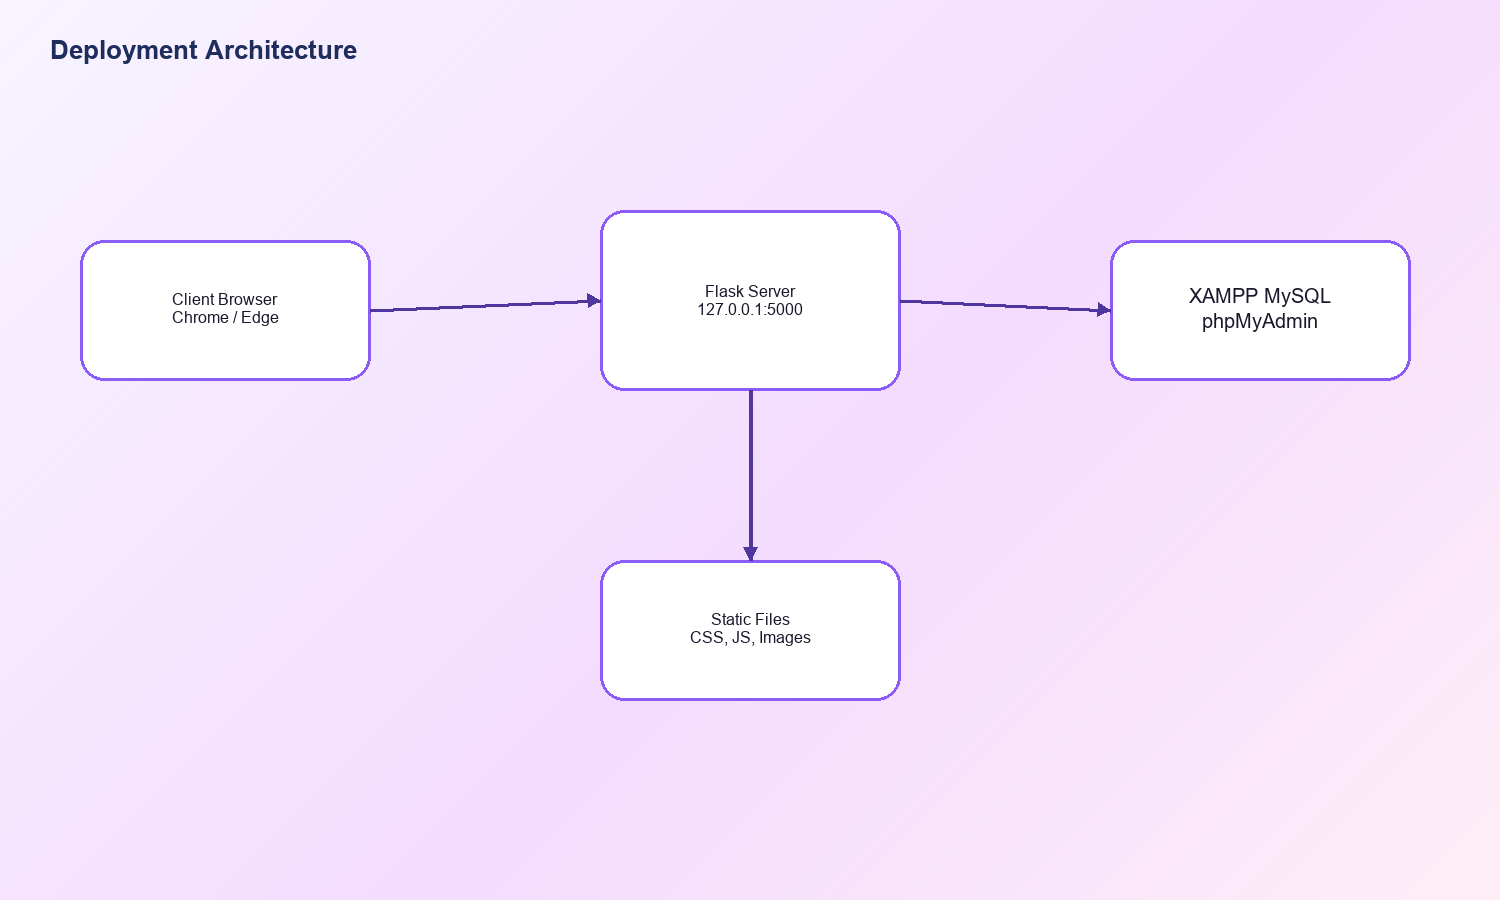 Deployment Architecture
Client Browser
Chrome / Edge
Flask Server
127.0.0.1:5000
XAMPP MySQL
phpMyAdmin
Static Files
CSS, JS, Images